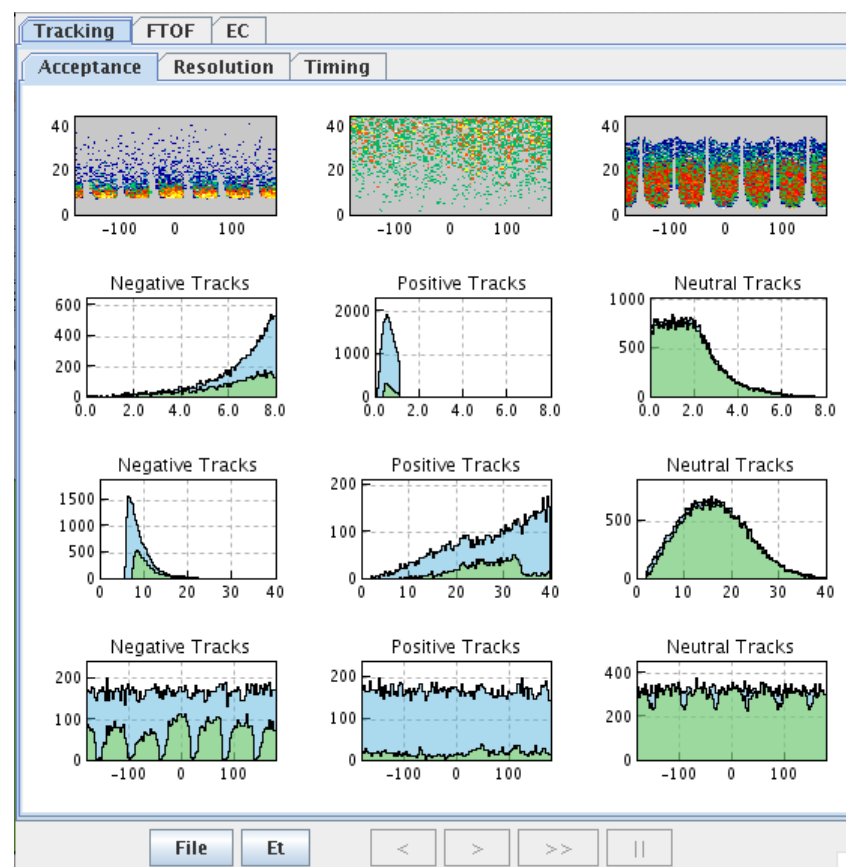 Tracking FTOF EC
Acceptance Resolution Timing
40 40 40
20 20 20
0 0 0
-100 0 100 -100 0 100 -100 0 100
Negative Tracks Positive Tracks Neutral Tracks
600 2000 1000
400 1000 500
200 0
0
0.0 2.0 4.0 6.0 8.0 0.0 2.0 4.0 6.0 8.0 0.0 2.0 4.0 6.0 8.0
Negative Tracks Positive Tracks Neutral Tracks
1500 200 500
1000 100 0
500 0
0
0 10 20 30 40 0 10 20 30 40 0 10 20 30 40
Negative Tracks Positive Tracks Neutral Tracks
200 200 400
100 100 200
0 0 0
-100 0 100 -100 0 100 -100 0 100
File Et < > >> ||